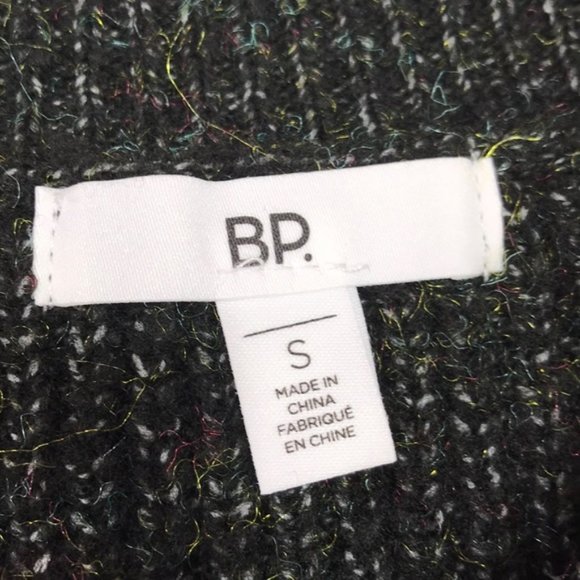 BP.
S
MADE IN
CHINA
FABRIQUÉ
EN CHINE